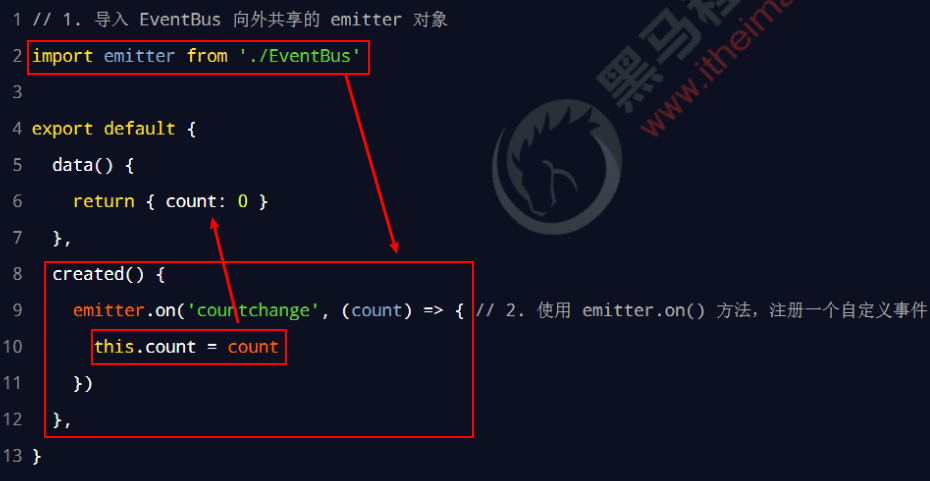 1 // 1. 导入 EventBus 向外共享的 emitter 对象
2 import emitter from './EventBus'
3
4 export default {
5 data() {
6 return { count: 0 }
7 },
8 created() {
9 emitter.on('countchange', (count) => { // 2. 使用 emitter.on() 方法，注册一个自定义事件
10 this.count = count
11 })
12 },
13 }
黑马程
www.itheima